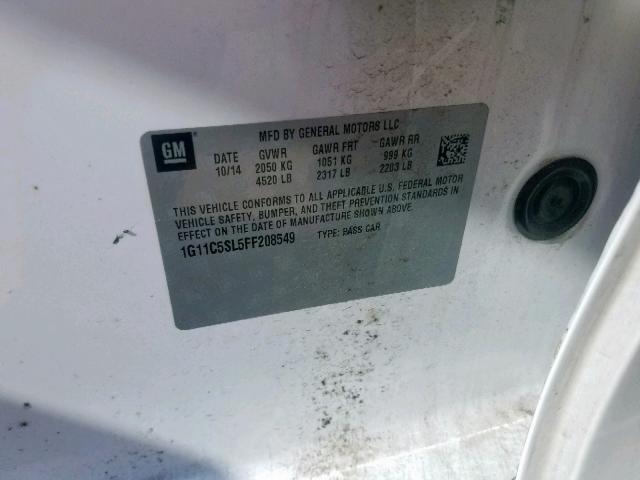 GM
MFD BY GENERAL MOTORS LLC
DATE GVWR GAWR FRT GAWR RR
10/14 2050 KG 1051 KG 999 KG
4520 LB 2317 LB 2203 LB
THIS VEHICLE CONFORMS TO ALL APPLICABLE U.S. FEDERAL MOTOR
VEHICLE SAFETY, BUMPER, AND THEFT PREVENTION STANDARDS IN
EFFECT ON THE DATE OF MANUFACTURE SHOWN ABOVE.
1G11C5SL5FF208549 TYPE: PASS CAR